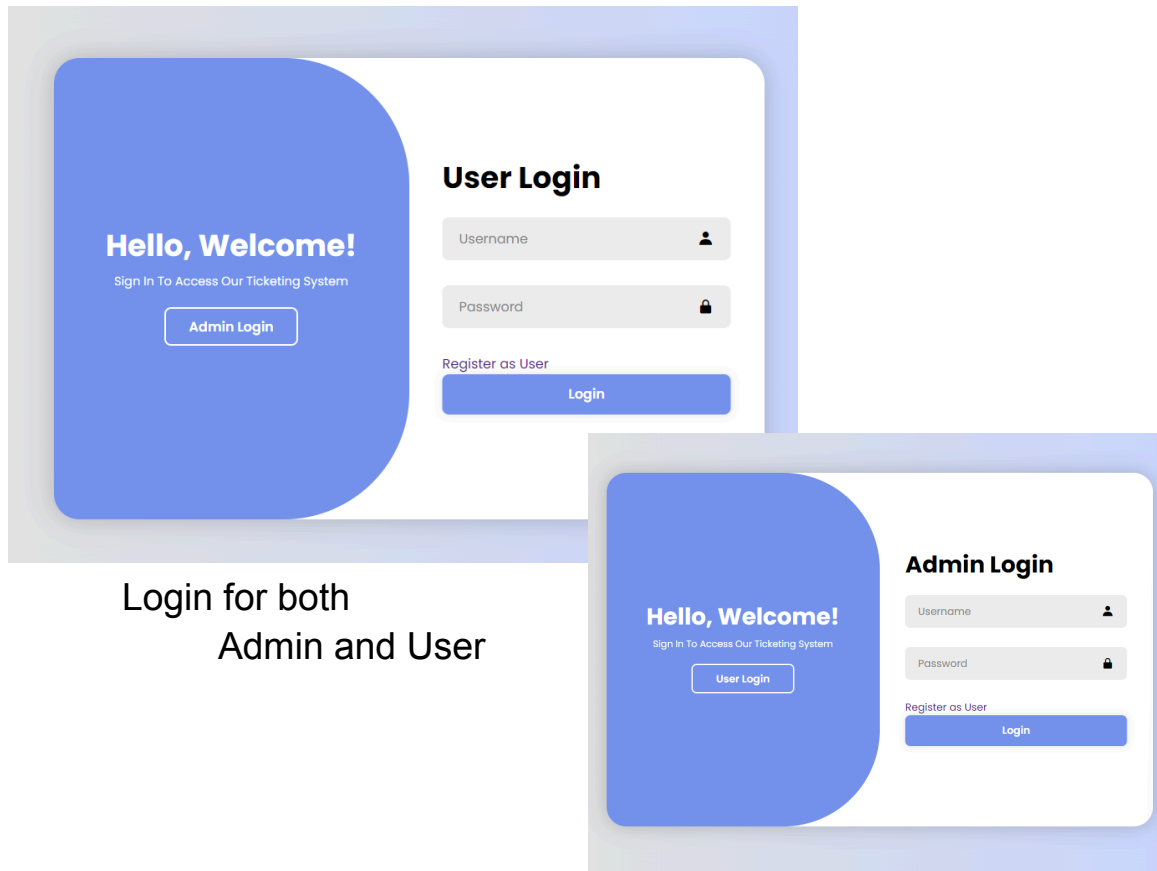 Hello, Welcome!
Sign In To Access Our Ticketing System
Admin Login
User Login
Username
Password
Register as User
Login
Login for both
Admin and User
Hello, Welcome!
Sign In To Access Our Ticketing System
User Login
Admin Login
Username
Password
Register as User
Login